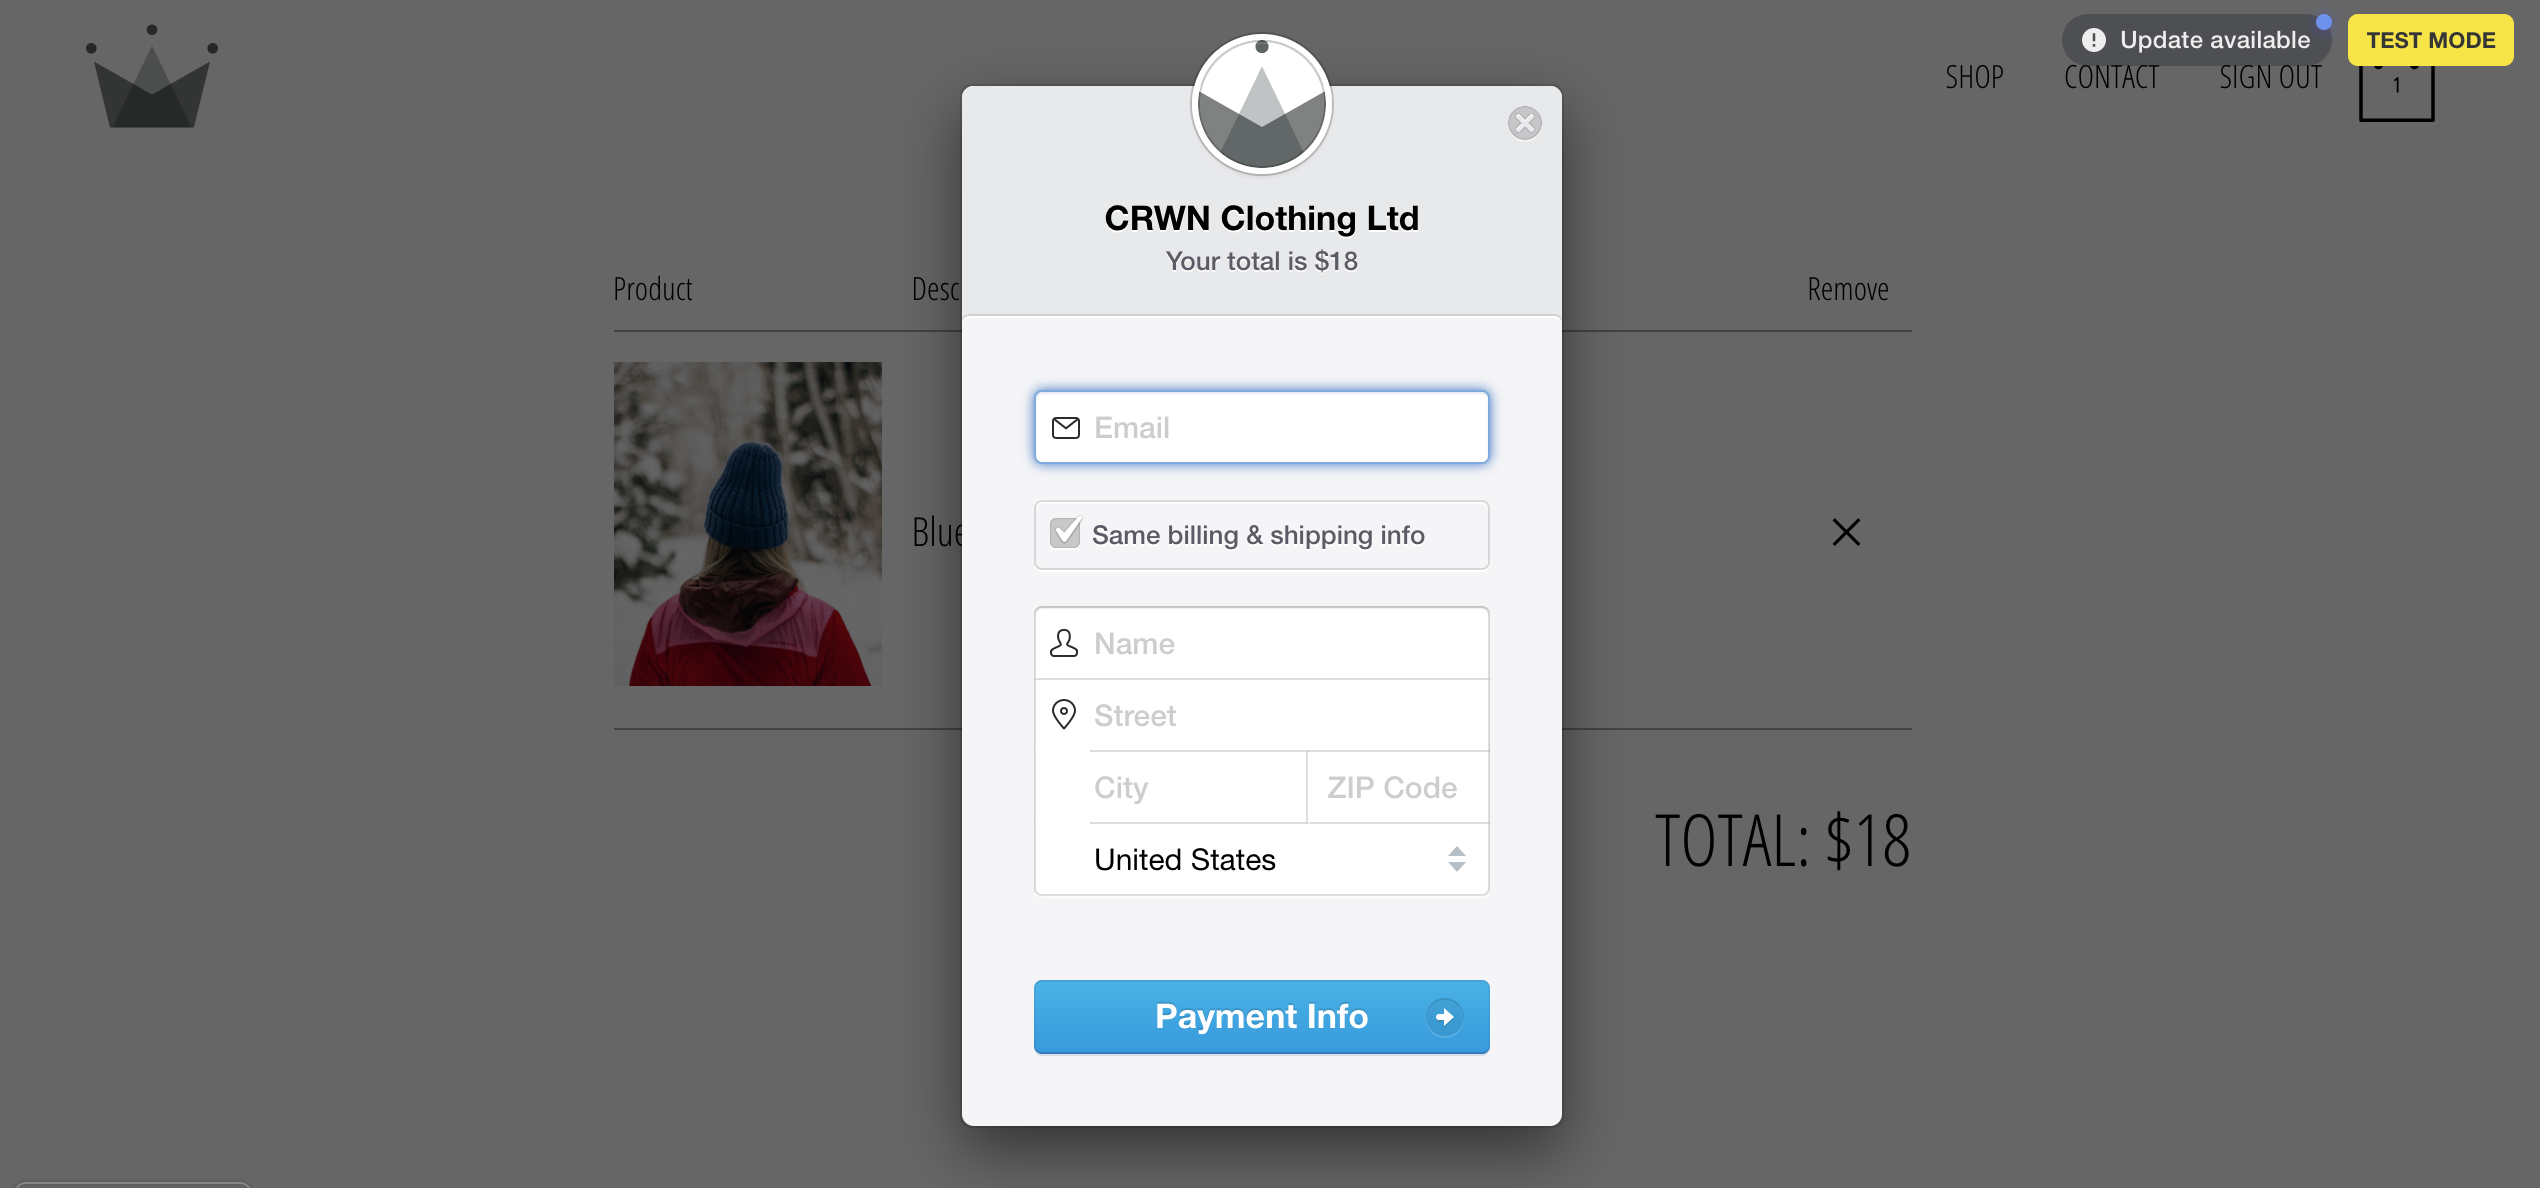 Update available
TEST MODE
SHOP
CONTACT
SIGN OUT
1
CRWN Clothing Ltd
Your total is $18
Product
Remove
Email
Same billing & shipping info
Blue
Name
Street
City
ZIP Code
United States
TOTAL: $18
Payment Info